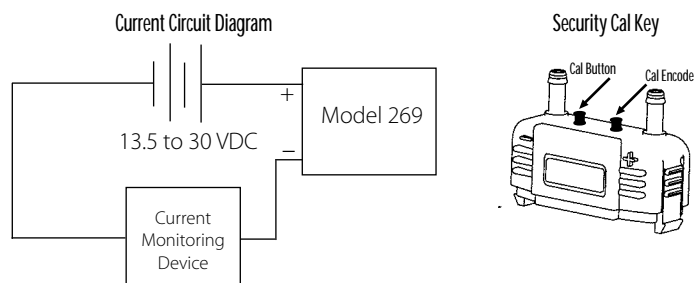 Current Circuit Diagram
+
Model 269
13.5 to 30 VDC
–
Current
Monitoring
Device
Security Cal Key
Cal Button
Cal Encode
+